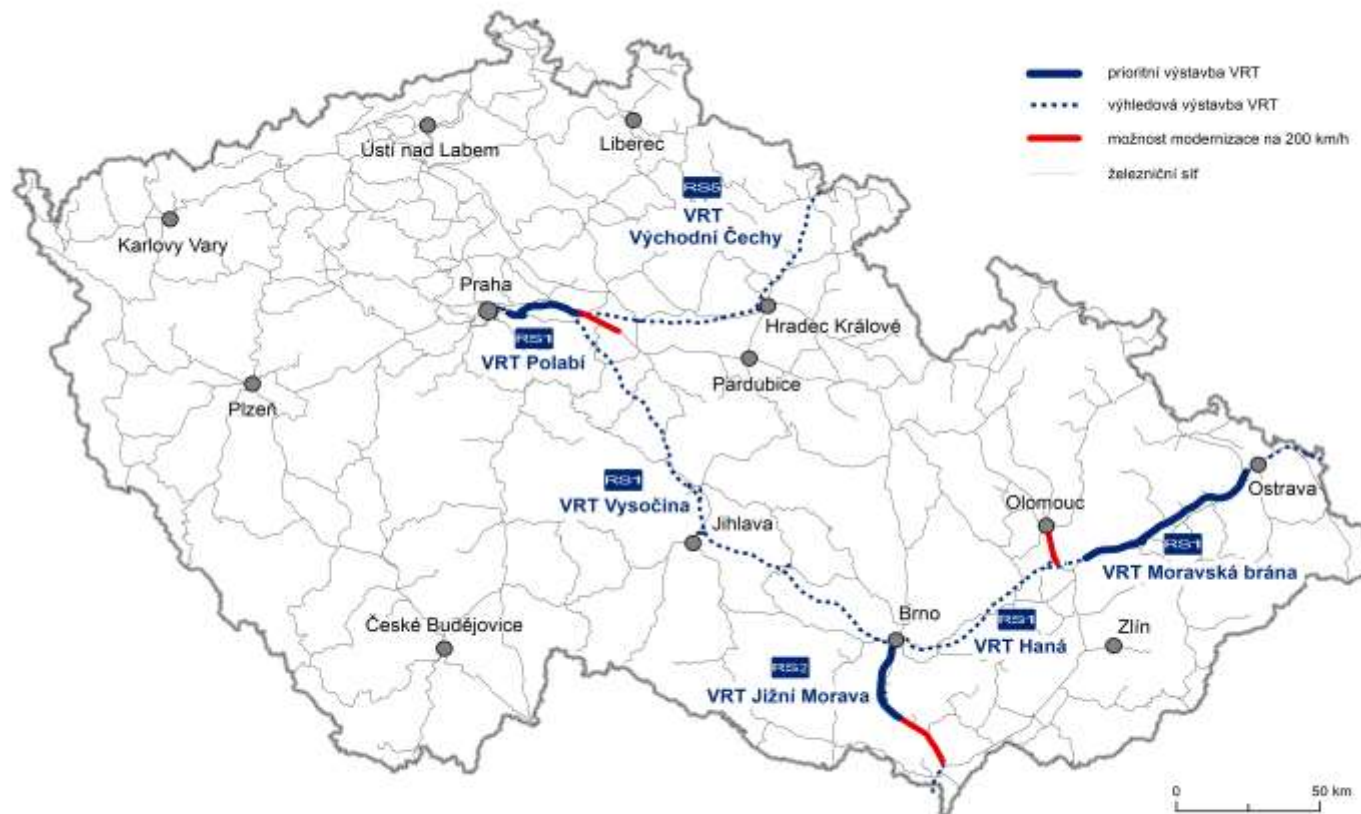 prioritní výstavba VRT
výhledová výstavba VRT
možnost modernizace na 200 km/h
železniční síť
Ústí nad Labem
Liberec
RS5
VRT
Východní Čechy
Karlovy Vary
Praha
Hradec Králové
RS1
VRT Polabí
Pardubice
Plzeň
RS1
VRT Vysočina
Jihlava
Olomouc
Ostrava
RS1
VRT Moravská brána
České Budějovice
Brno
RS1
VRT Haná
Zlín
RS2
VRT Jižní Morava
0
50 km